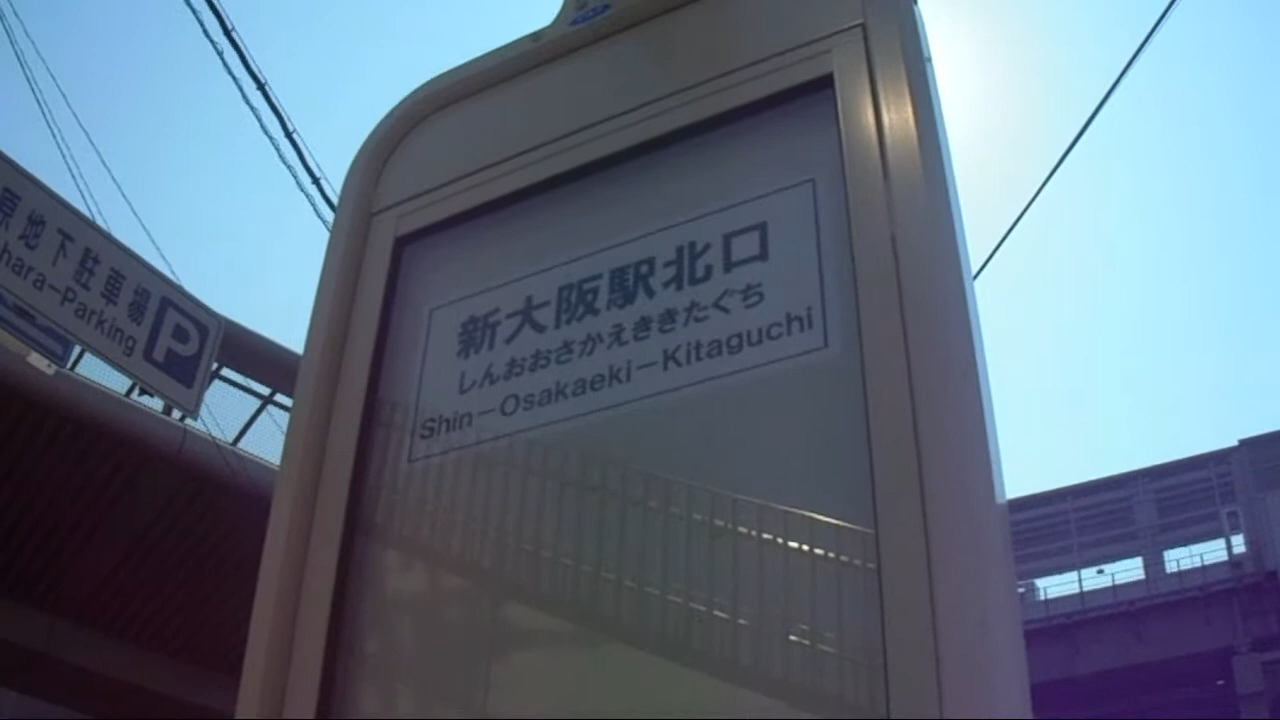 原地下駐車場
hara-Parking
P
新大阪駅北口
しんおおさかえききたぐち
Shin-Osakaeki-Kitaguchi